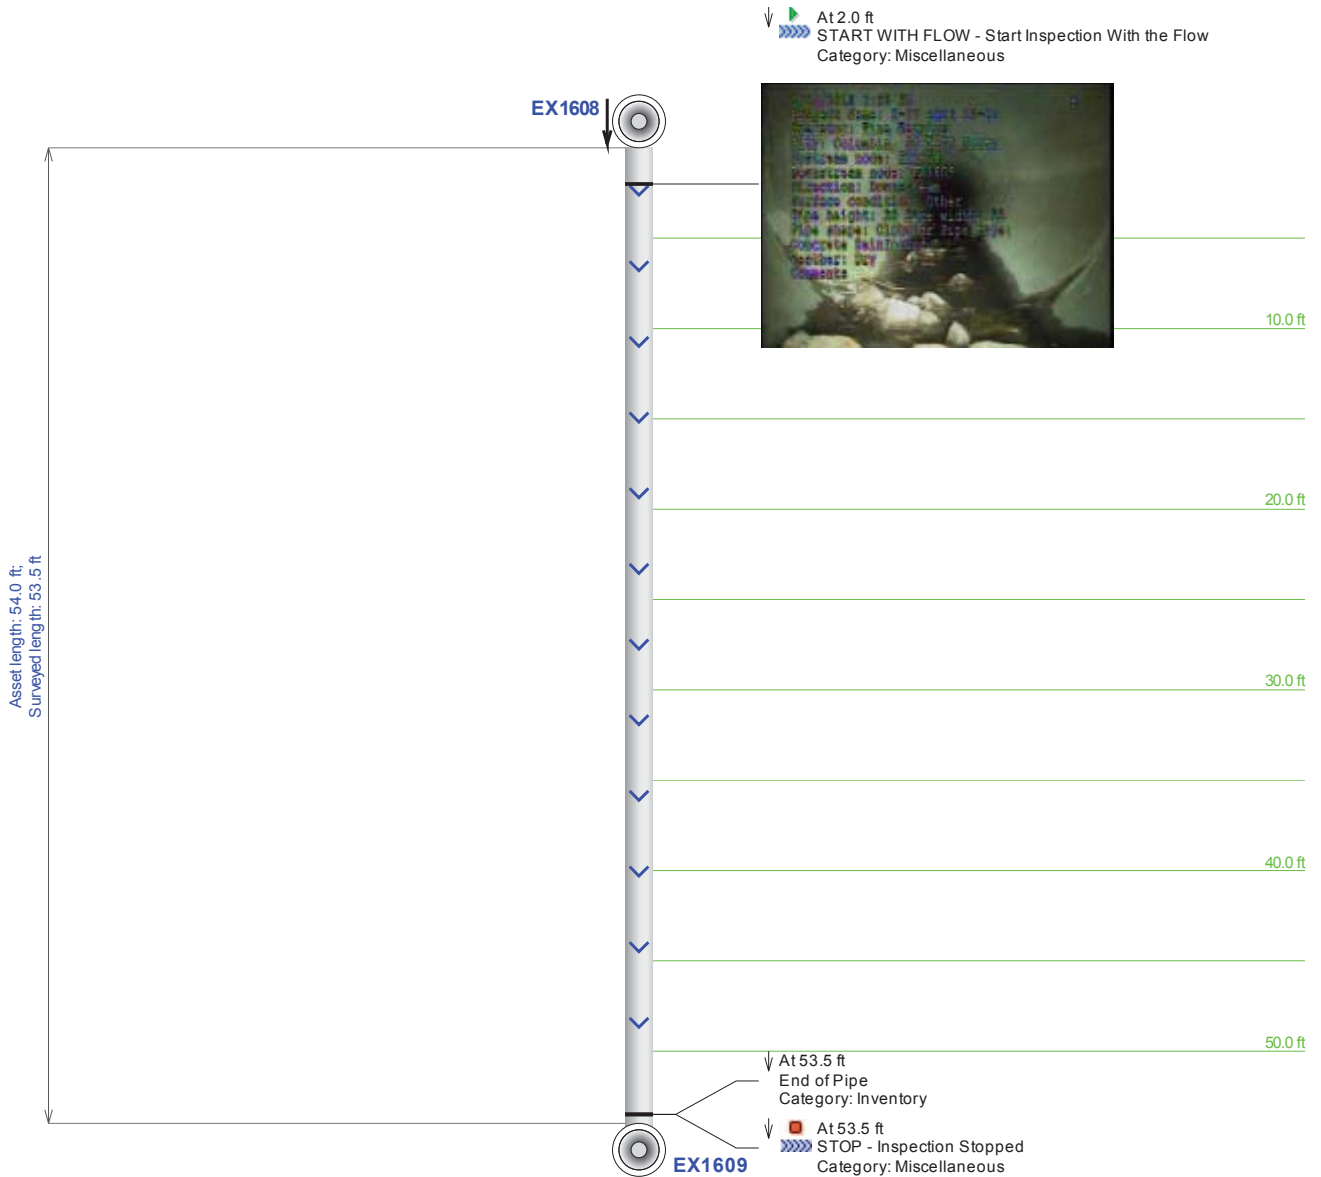 At 2.0 ft
START WITH FLOW - Start Inspection With the Flow
Category: Miscellaneous
EX1608
Weather: Dry
Comments
10.0 ft
20.0 ft
Asset length: 54.0 ft;
Surveyed length: 53.5 ft
30.0 ft
40.0 ft
50.0 ft
At 53.5 ft
End of Pipe
Category: Inventory
At 53.5 ft
STOP - Inspection Stopped
Category: Miscellaneous
EX1609